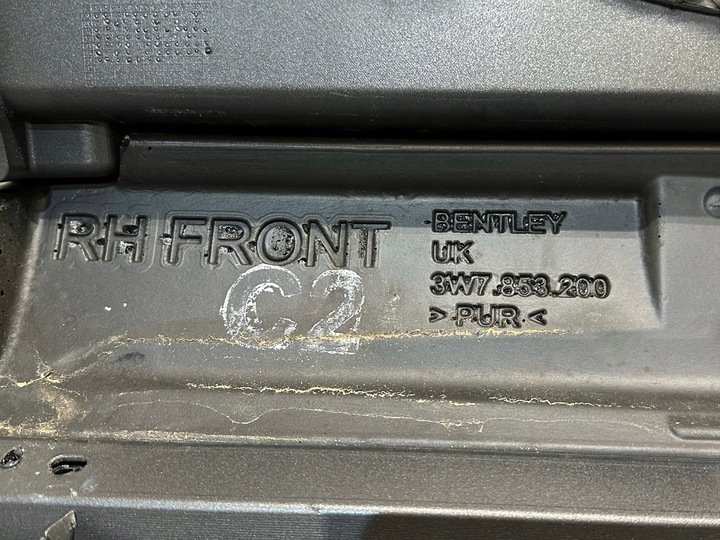 RH FRONT
C2
BENTLEY
UK
3W7.853.200
>PUR<